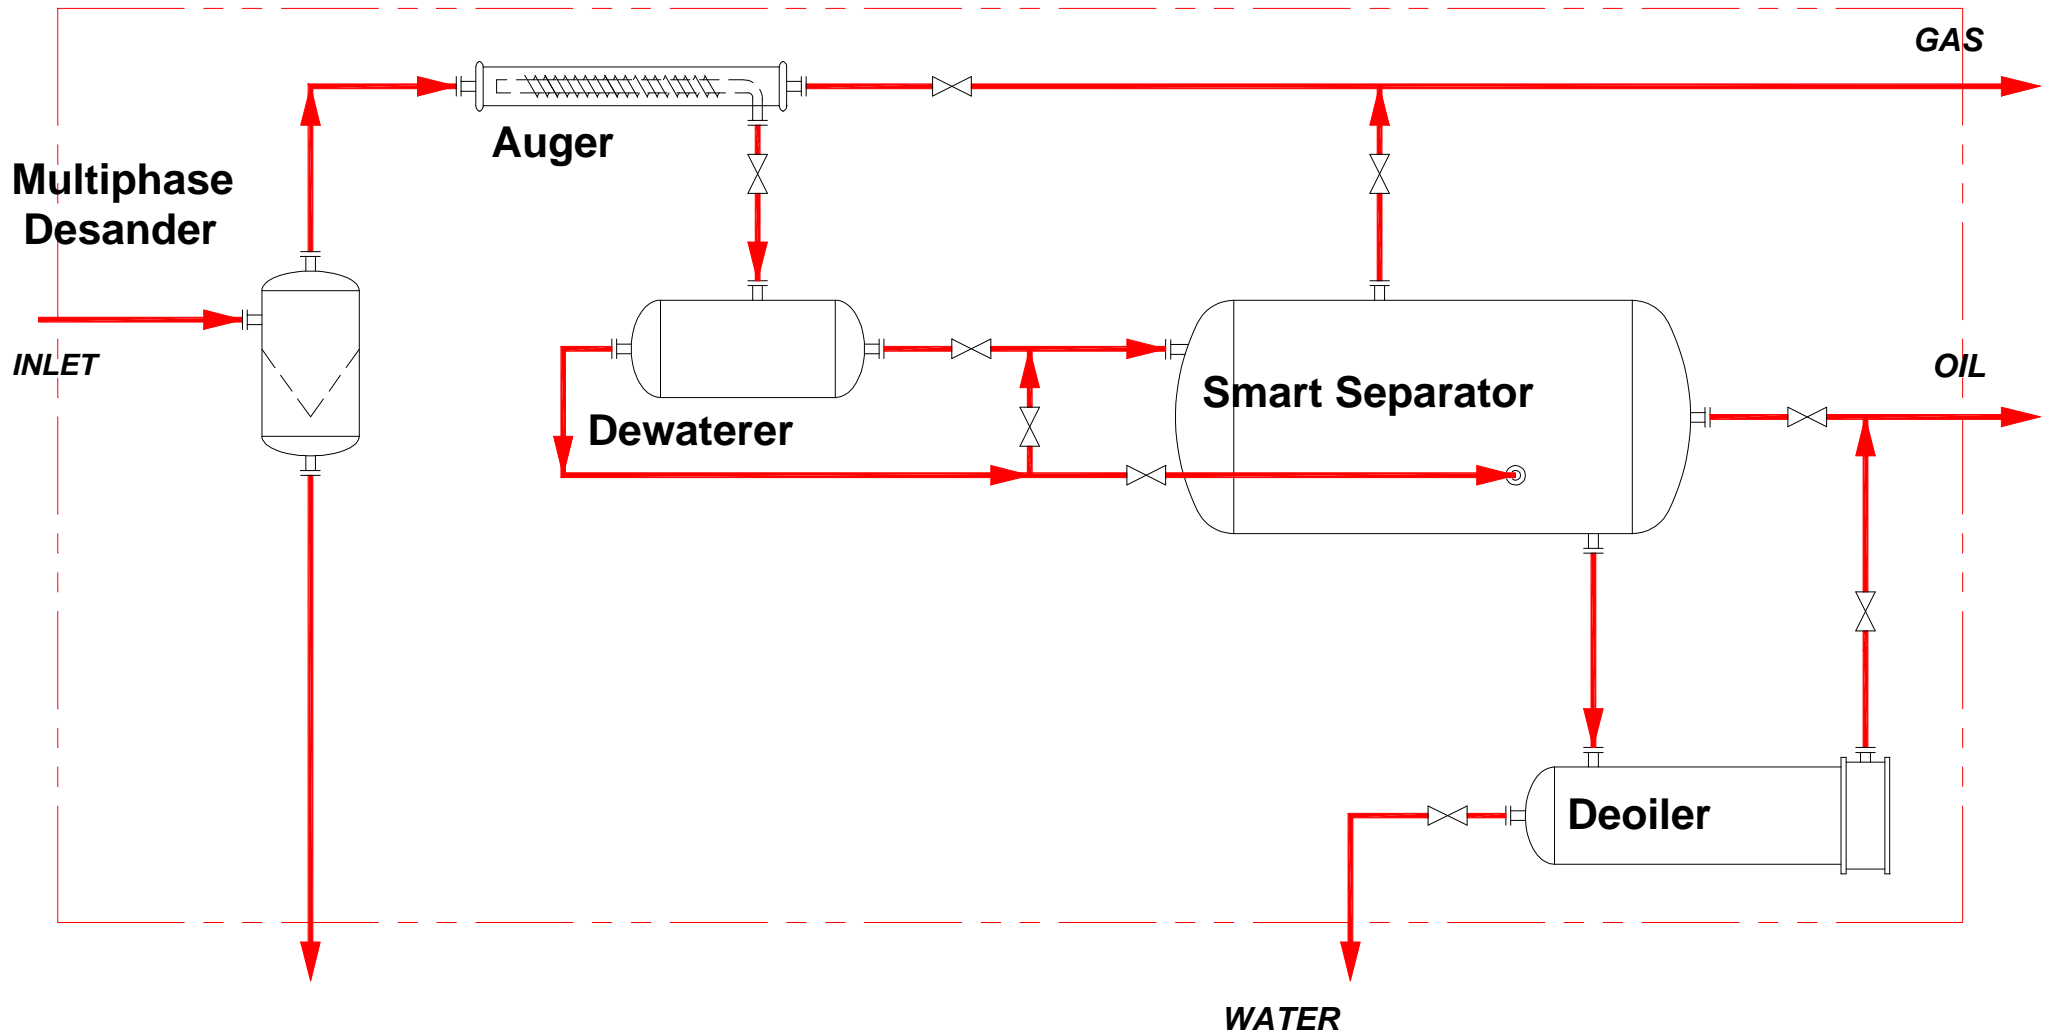 GAS
Auger
Multiphase
Desander
INLET
OIL
Smart Separator
Dewaterer
Deoiler
WATER